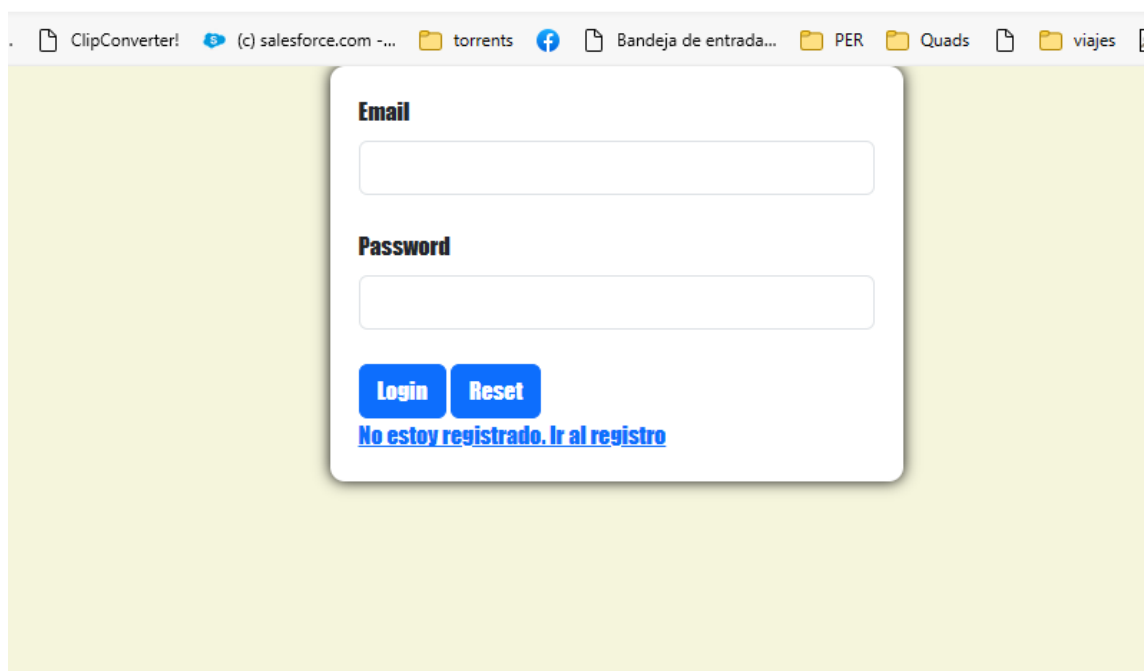 ClipConverter! (c) salesforce.com -... torrents Bandeja de entrada... PER Quads viajes
Email
Password
Login Reset
No estoy registrado. Ir al registro